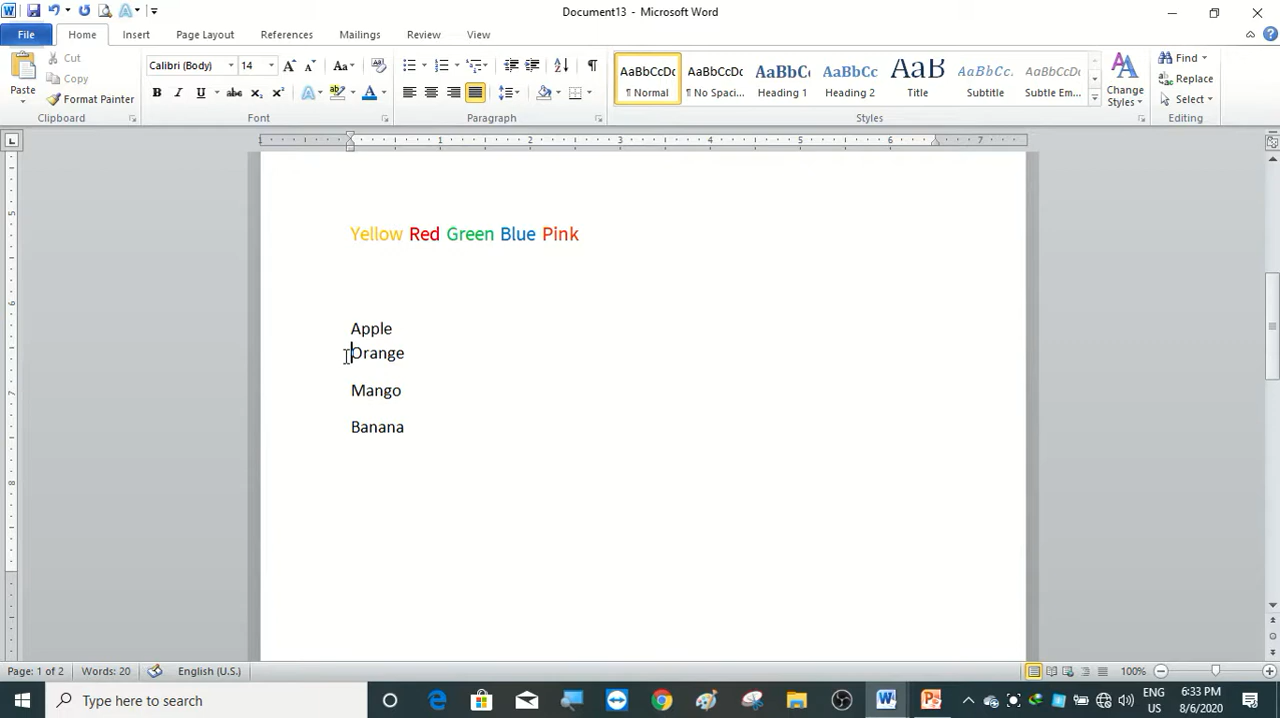 Document13 - Microsoft Word
File Home Insert Page Layout References Mailings Review View
Paste
Cut
Copy
Format Painter
Clipboard
Calibri (Body) 14
Font
Paragraph
AaBbCcDc AaBbCcDc AaBbC AaBbCc AaB AaBbCc. AaBbCcDc
¶ Normal ¶ No Spaci... Heading 1 Heading 2 Title Subtitle Subtle Em...
Styles
Change Styles
Find
Replace
Select
Editing
Yellow Red Green Blue Pink
Apple
Orange
Mango
Banana
Page: 1 of 2 Words: 20 English (U.S.) 100%
Type here to search
ENG
US
6:33 PM
8/6/2020